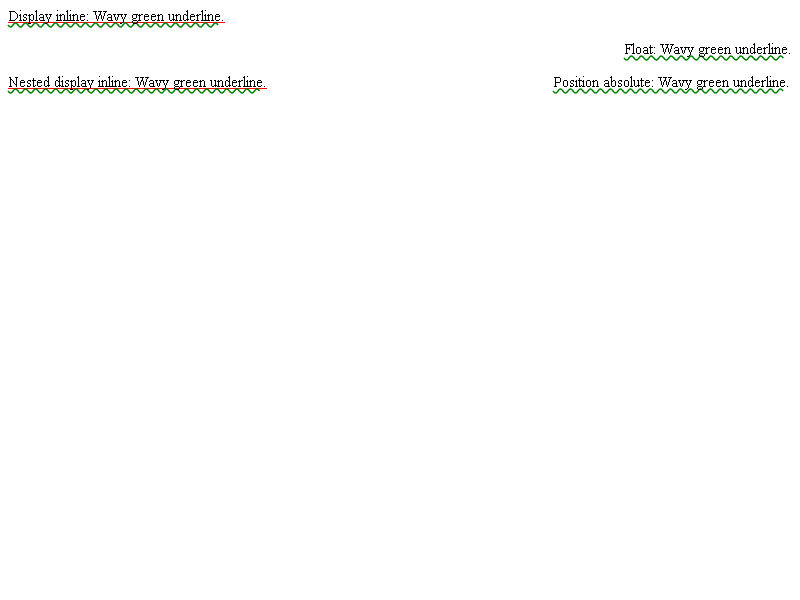 Display inline: Wavy green underline.
Float: Wavy green underline.
Nested display inline: Wavy green underline.
Position absolute: Wavy green underline.